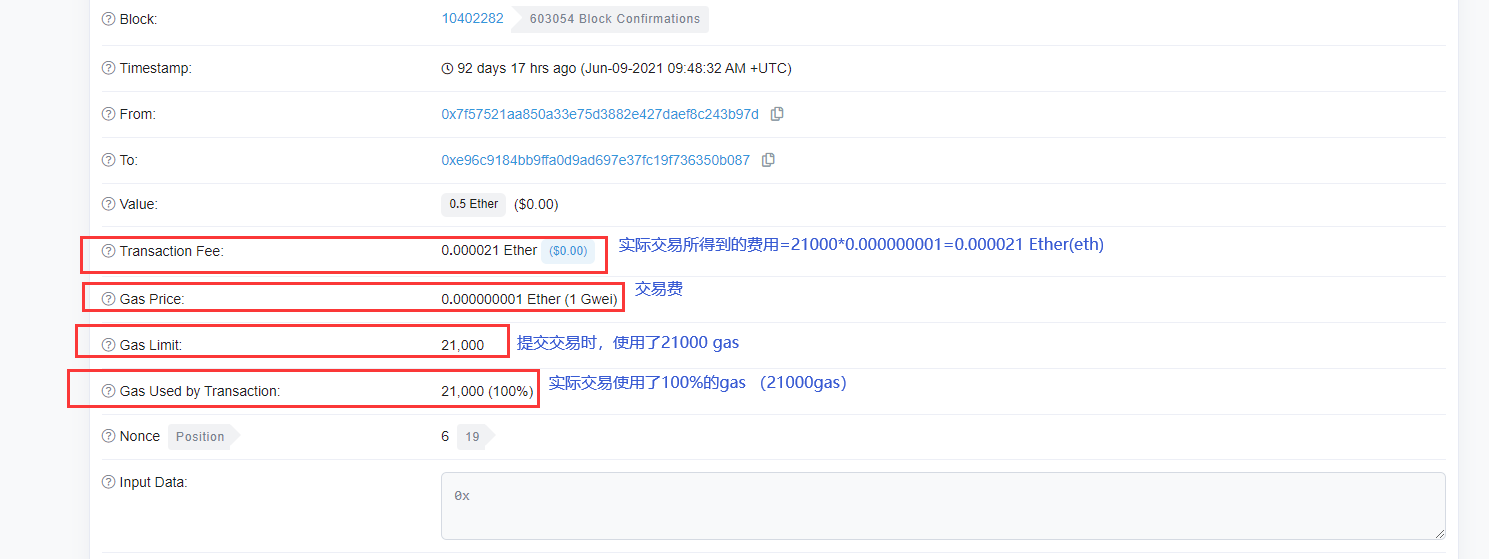 Block: 10402282 603054 Block Confirmations
Timestamp: 92 days 17 hrs ago (Jun-09-2021 09:48:32 AM +UTC)
From: 0x7f57521aa850a33e75d3882e427daef8c243b97d
To: 0xe96c9184bb9ffa0d9ad697e37fc19f736350b087
Value: 0.5 Ether ($0.00)
Transaction Fee: 0.000021 Ether ($0.00) 实际交易所得到的费用=21000*0.000000001=0.000021 Ether(eth)
Gas Price: 0.000000001 Ether (1 Gwei) 交易费
Gas Limit: 21,000 提交交易时，使用了21000 gas
Gas Used by Transaction: 21,000 (100%) 实际交易使用了100%的gas （21000gas）
Nonce Position 6 19
Input Data: 0x